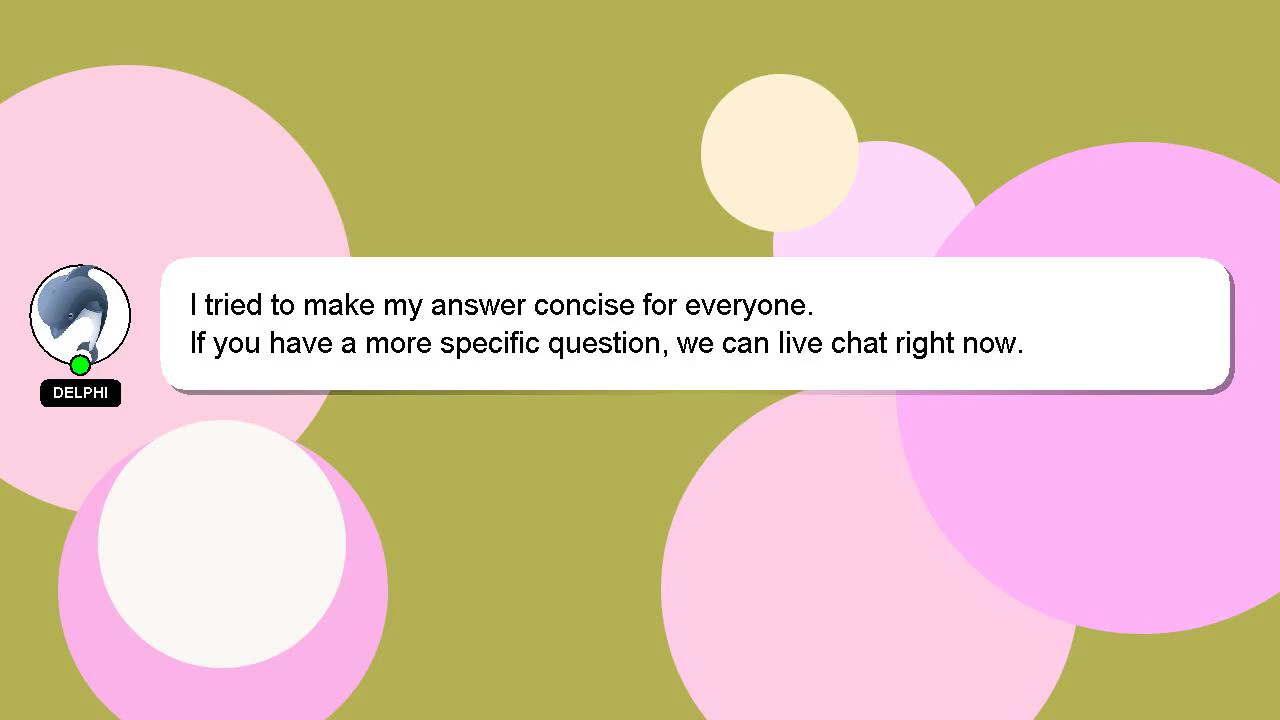 I tried to make my answer concise for everyone.
If you have a more specific question, we can live chat right now.
DELPHI